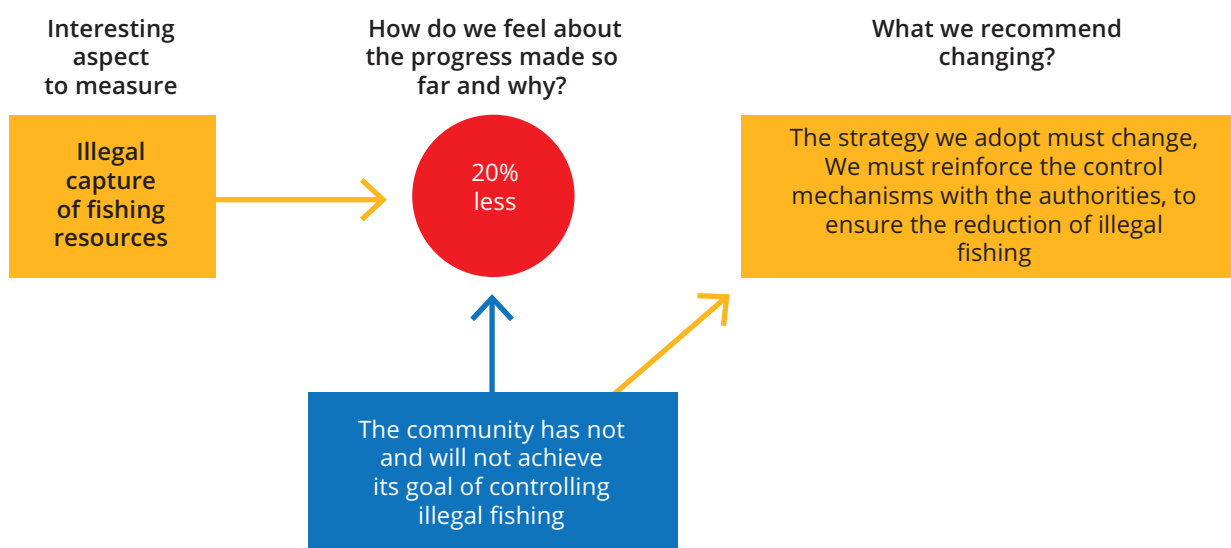 Interesting
aspect
to measure
How do we feel about
the progress made so
far and why?
What we recommend
changing?
Illegal
capture
of fishing
resources
20%
less
The strategy we adopt must change,
We must reinforce the control
mechanisms with the authorities, to
ensure the reduction of illegal
fishing
The community has not
and will not achieve
its goal of controlling
illegal fishing